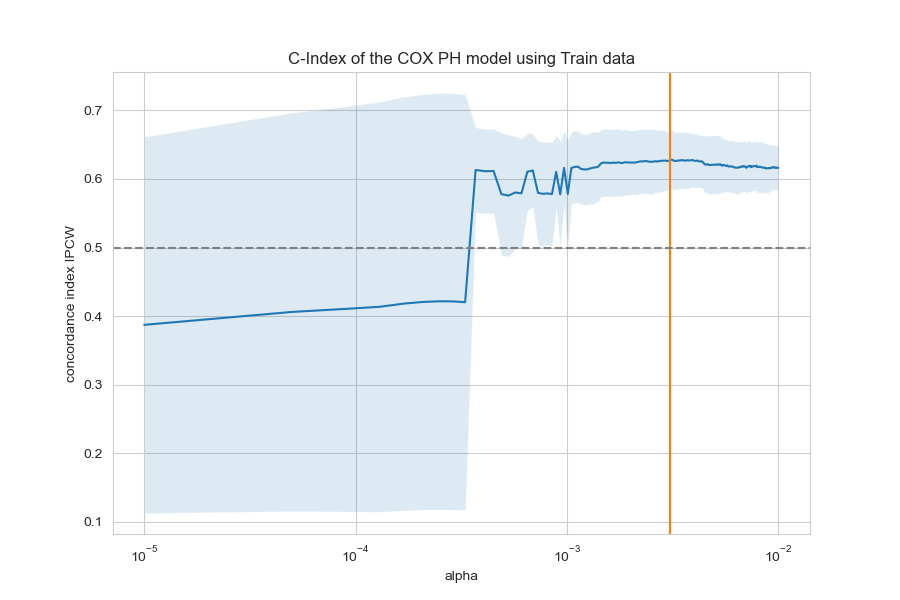 C-Index of the COX PH model using Train data
concordance index IPCW
0.7
0.6
0.5
0.4
0.3
0.2
0.1
10⁻⁵ 10⁻⁴ 10⁻³ 10⁻²
alpha